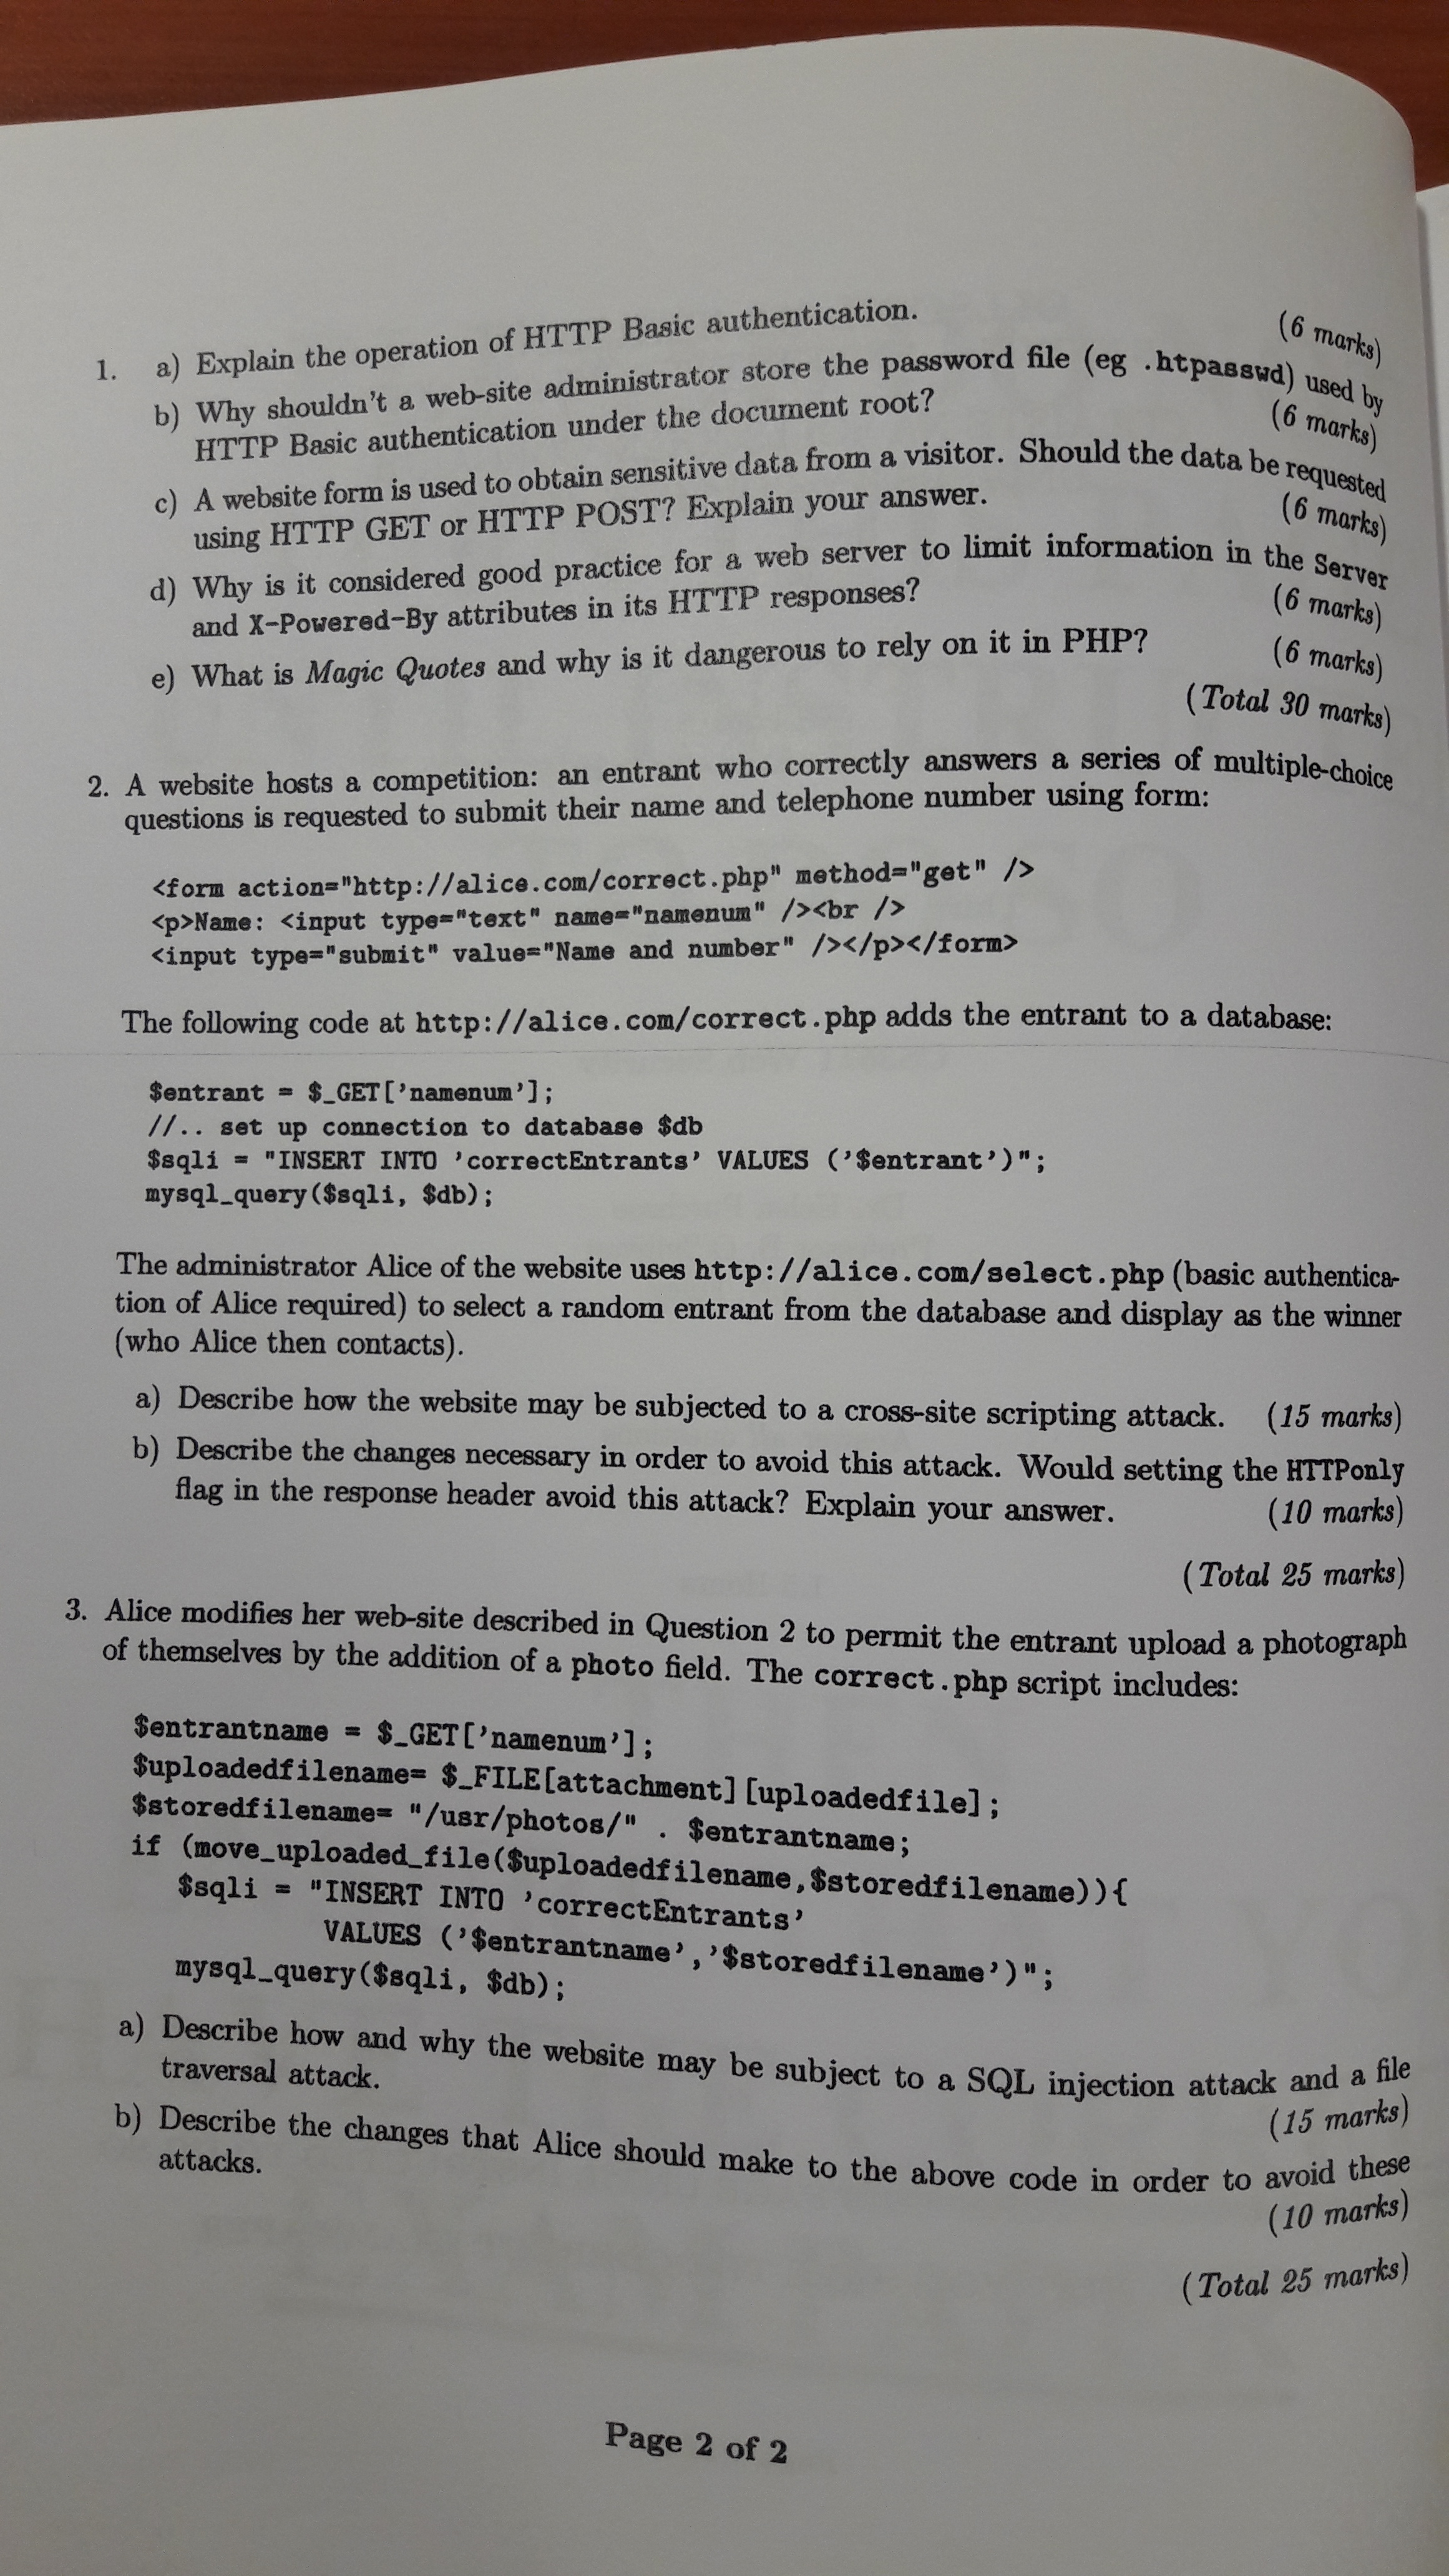 1. a) Explain the operation of HTTP Basic authentication. (6 marks)
b) Why shouldn't a web-site administrator store the password file (eg .htpasswd) used by
HTTP Basic authentication under the document root? (6 marks)
c) A website form is used to obtain sensitive data from a visitor. Should the data be requested
using HTTP GET or HTTP POST? Explain your answer. (6 marks)
d) Why is it considered good practice for a web server to limit information in the Server
and X-Powered-By attributes in its HTTP responses? (6 marks)
e) What is Magic Quotes and why is it dangerous to rely on it in PHP? (6 marks)
(Total 30 marks)
2. A website hosts a competition: an entrant who correctly answers a series of multiple-choice
questions is requested to submit their name and telephone number using form:
<form action="http://alice.com/correct.php" method="get" />
<p>Name: <input type="text" name="namenum" /><br />
<input type="submit" value="Name and number" /></p></form>
The following code at http://alice.com/correct.php adds the entrant to a database:
$entrant = $_GET['namenum'];
//.. set up connection to database $db
$sqli = "INSERT INTO 'correctEntrants' VALUES ('$entrant')";
mysql_query($sqli, $db);
The administrator Alice of the website uses http://alice.com/select.php (basic authentica-
tion of Alice required) to select a random entrant from the database and display as the winner
(who Alice then contacts).
a) Describe how the website may be subjected to a cross-site scripting attack. (15 marks)
b) Describe the changes necessary in order to avoid this attack. Would setting the HTTPonly
flag in the response header avoid this attack? Explain your answer. (10 marks)
(Total 25 marks)
3. Alice modifies her web-site described in Question 2 to permit the entrant upload a photograph
of themselves by the addition of a photo field. The correct.php script includes:
$entrantname = $_GET['namenum'];
$uploadedfilename= $_FILE[attachment][uploadedfile];
$storedfilename= "/usr/photos/" . $entrantname;
if (move_uploaded_file($uploadedfilename,$storedfilename)){
$sqli = "INSERT INTO 'correctEntrants'
VALUES ('$entrantname','$storedfilename')";
mysql_query($sqli, $db);
a) Describe how and why the website may be subject to a SQL injection attack and a file
traversal attack. (15 marks)
b) Describe the changes that Alice should make to the above code in order to avoid these
attacks. (10 marks)
(Total 25 marks)
Page 2 of 2